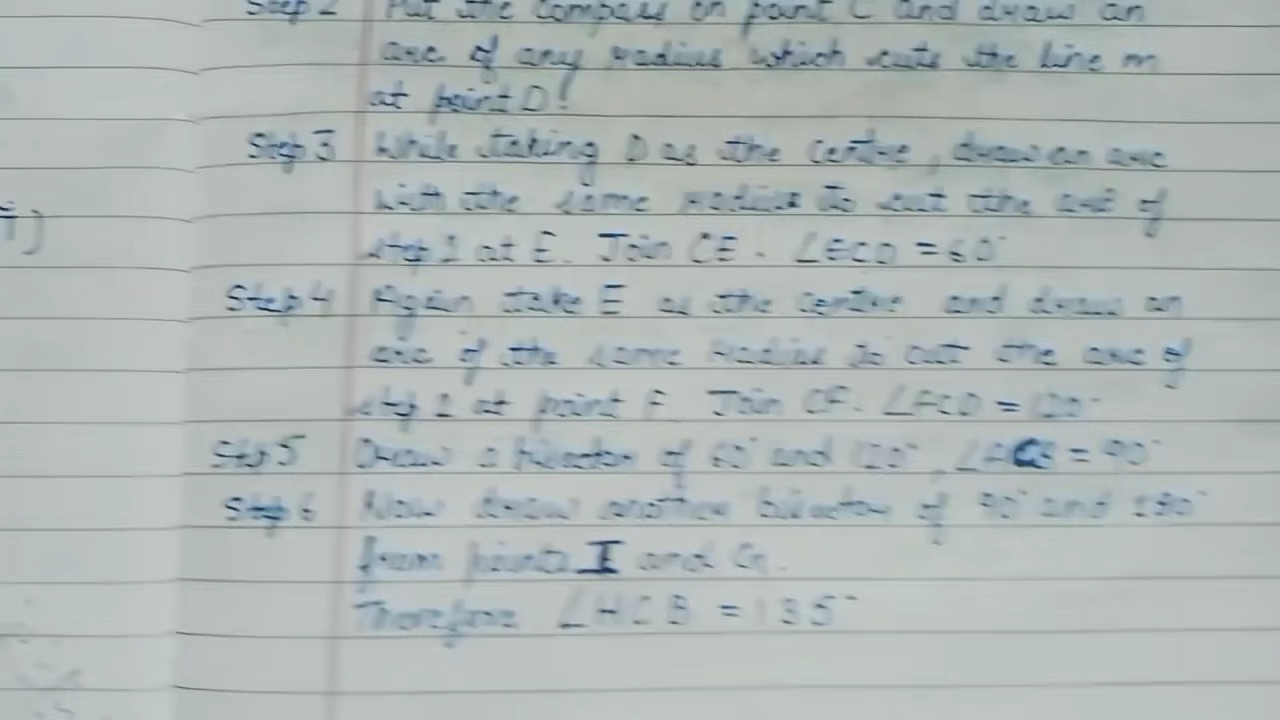 Step 2 Put the compass on point C and draw an
arc of any radius which cuts the line m
at point D.
Step 3 While taking D as the centre, draw an arc
with the same radius to cut the arc of
step 2 at E. Join CE. ∠ECD = 60°
Step 4 Again take E as the centre and draw an
arc of the same radius to cut the arc of
step 2 at point F. Join CF. ∠FCD = 120°
Step 5 Draw a bisector of 60° and 120°, = 90°
Step 6 Now draw another bisector of 90° and 180°
from points I and G.
Therefore ∠HCB = 135°